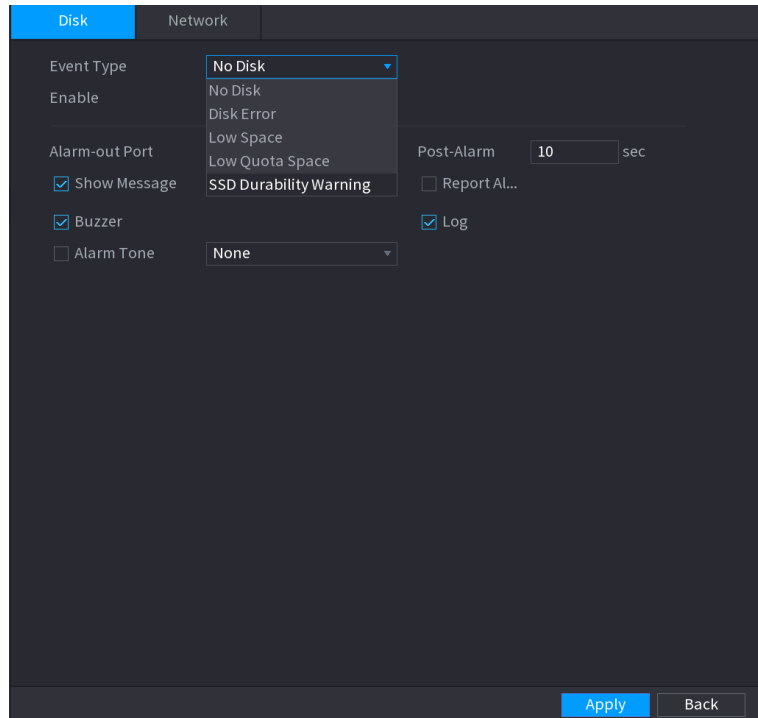 Disk Network
Event Type No Disk
No Disk
Enable
Disk Error
Low Space
Alarm-out Port Post-Alarm 10 sec
Low Quota Space
Show Message SSD Durability Warning Report Al...
Buzzer Log
Alarm Tone None
Apply Back